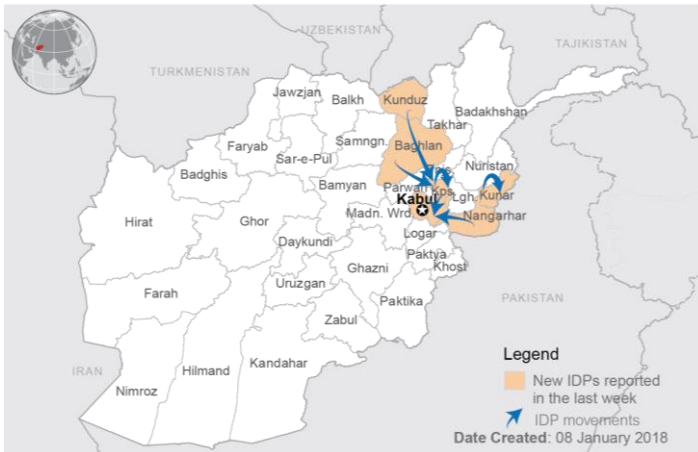 UZBEKISTAN
TAJIKISTAN
TURKMENISTAN
Jawzjan
Balkh
Kunduz
Badakhshan
Takhar
Faryab
Samngn
Baghlan
Sar-e-Pul
Nuristan
Badghis
Bamyan
Parwan
Kps
Lgh
Kunar
Kabul
Hirat
Ghor
Madn. Wrd
Nangarhar
Logar
Daykundi
Paktya
Ghazni
Khost
Uruzgan
Farah
Paktika
PAKISTAN
Zabul
IRAN
Nimroz
Hilmand
Kandahar
Legend
New IDPs reported
in the last week
IDP movements
Date Created: 08 January 2018